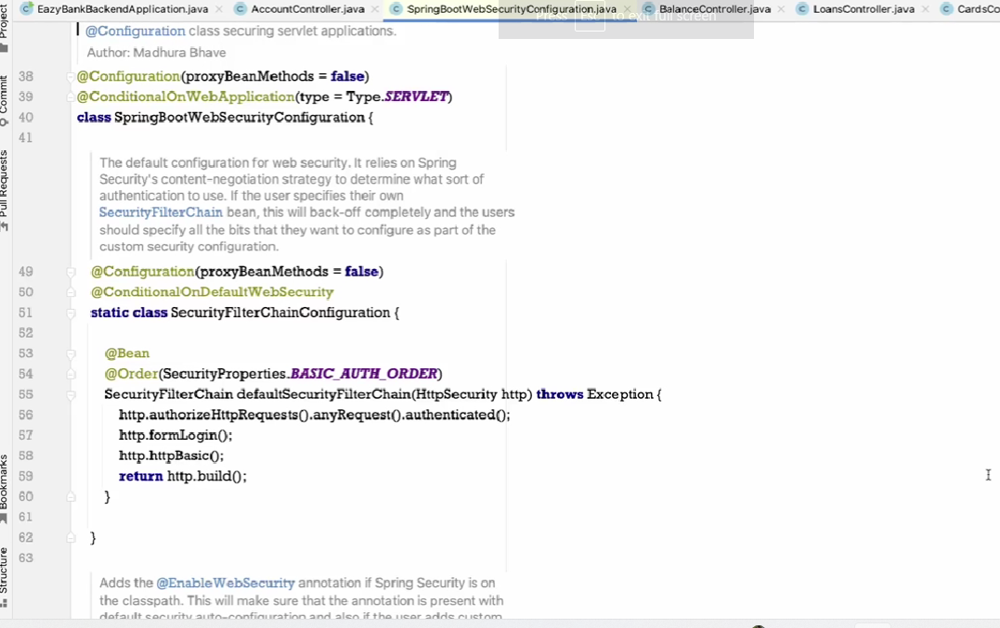 Project
Commit
Pull Requests
Bookmarks
Structure
EazyBankBackendApplication.java AccountController.java SpringBootWebSecurityConfiguration.java BalanceController.java LoansController.java CardsCo
Press Esc to exit full screen
@Configuration class securing servlet applications.
Author: Madhura Bhave
38 @Configuration(proxyBeanMethods = false)
39 @ConditionalOnWebApplication(type = Type.SERVLET)
40 class SpringBootWebSecurityConfiguration {
41
The default configuration for web security. It relies on Spring
Security's content-negotiation strategy to determine what sort of
authentication to use. If the user specifies their own
SecurityFilterChain bean, this will back-off completely and the users
should specify all the bits that they want to configure as part of the
custom security configuration.
49 @Configuration(proxyBeanMethods = false)
50 @ConditionalOnDefaultWebSecurity
51 static class SecurityFilterChainConfiguration {
52
53 @Bean
54 @Order(SecurityProperties.BASIC_AUTH_ORDER)
55 SecurityFilterChain defaultSecurityFilterChain(HttpSecurity http) throws Exception {
56 http.authorizeHttpRequests().anyRequest().authenticated();
57 http.formLogin();
58 http.httpBasic();
59 return http.build();
60 }
61
62 }
63
Adds the @EnableWebSecurity annotation if Spring Security is on
the classpath. This will make sure that the annotation is present with
default security auto-configuration and also if the user adds custom